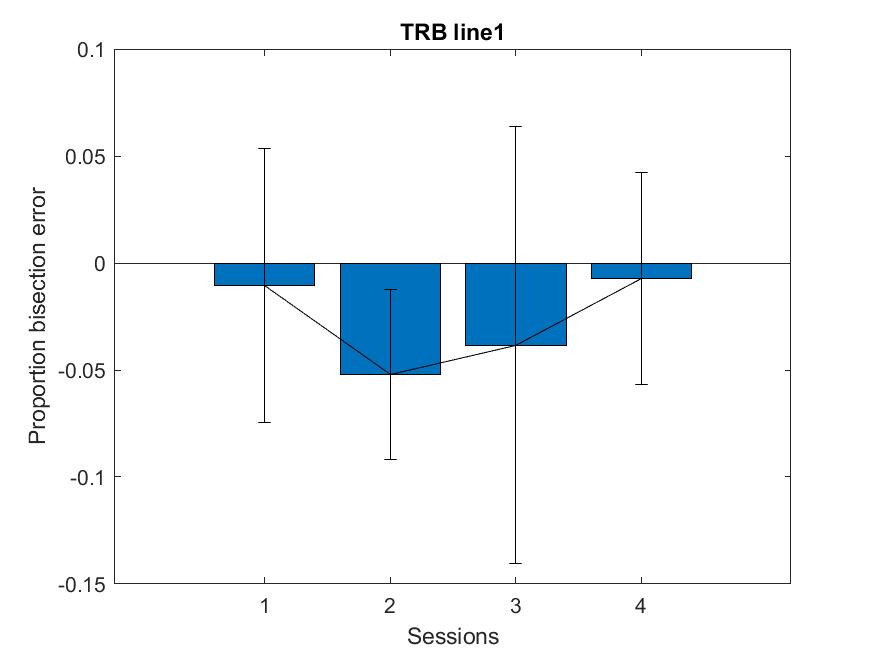 TRB line1
0.1
0.05
0
-0.05
-0.1
-0.15
Proportion bisection error
1 2 3 4
Sessions